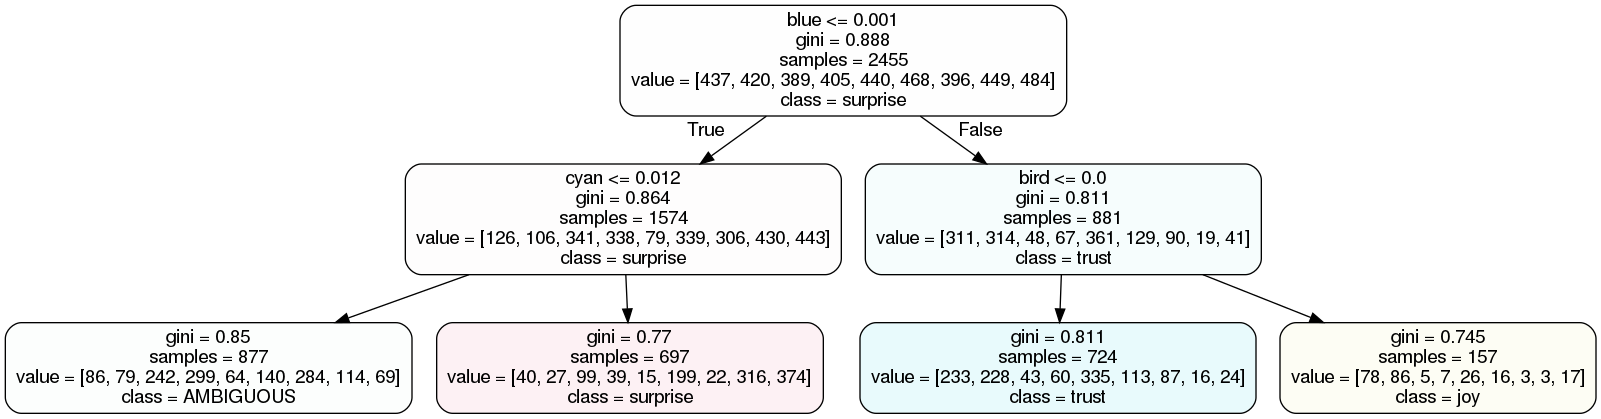 blue <= 0.001
gini = 0.888
samples = 2455
value = [437, 420, 389, 405, 440, 468, 396, 449, 484]
class = surprise
True
False
cyan <= 0.012
gini = 0.864
samples = 1574
value = [126, 106, 341, 338, 79, 339, 306, 430, 443]
class = surprise
bird <= 0.0
gini = 0.811
samples = 881
value = [311, 314, 48, 67, 361, 129, 90, 19, 41]
class = trust
gini = 0.85
samples = 877
value = [86, 79, 242, 299, 64, 140, 284, 114, 69]
class = AMBIGUOUS
gini = 0.77
samples = 697
value = [40, 27, 99, 39, 15, 199, 22, 316, 374]
class = surprise
gini = 0.811
samples = 724
value = [233, 228, 43, 60, 335, 113, 87, 16, 24]
class = trust
gini = 0.745
samples = 157
value = [78, 86, 5, 7, 26, 16, 3, 3, 17]
class = joy